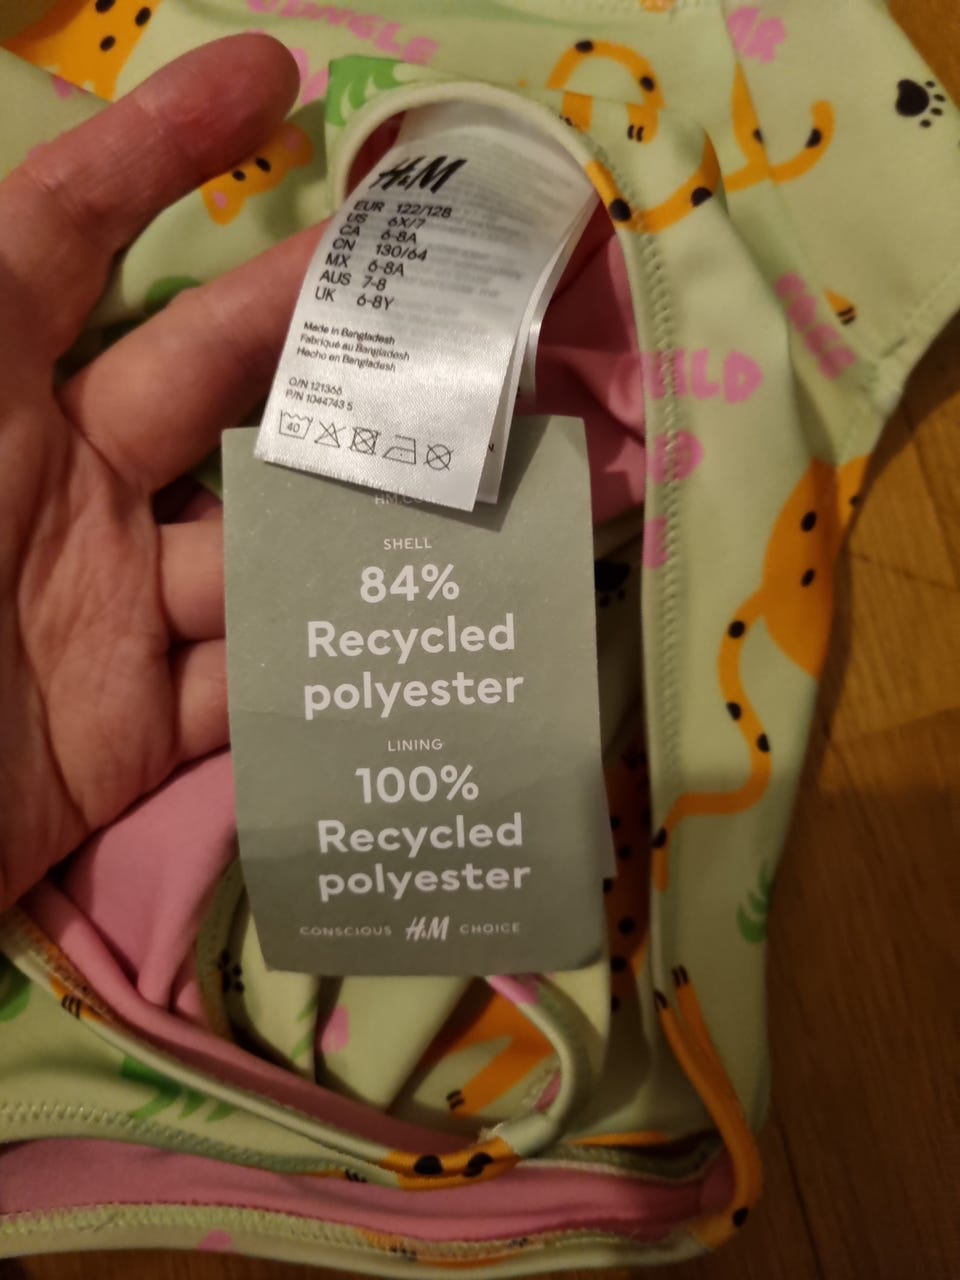 JUNGLE
H&M
EUR 122/128
US 6X/7
CA 6-8A
CN 130/64
MX 6-8A
AUS 7-8
UK 6-8Y
Made in Bangladesh
Fabriqué au Bangladesh
Hecho en Bangladesh
O/N 121366
P/N 1044743 5
40
SHELL
84%
Recycled
polyester
LINING
100%
Recycled
polyester
CONSCIOUS H&M CHOICE